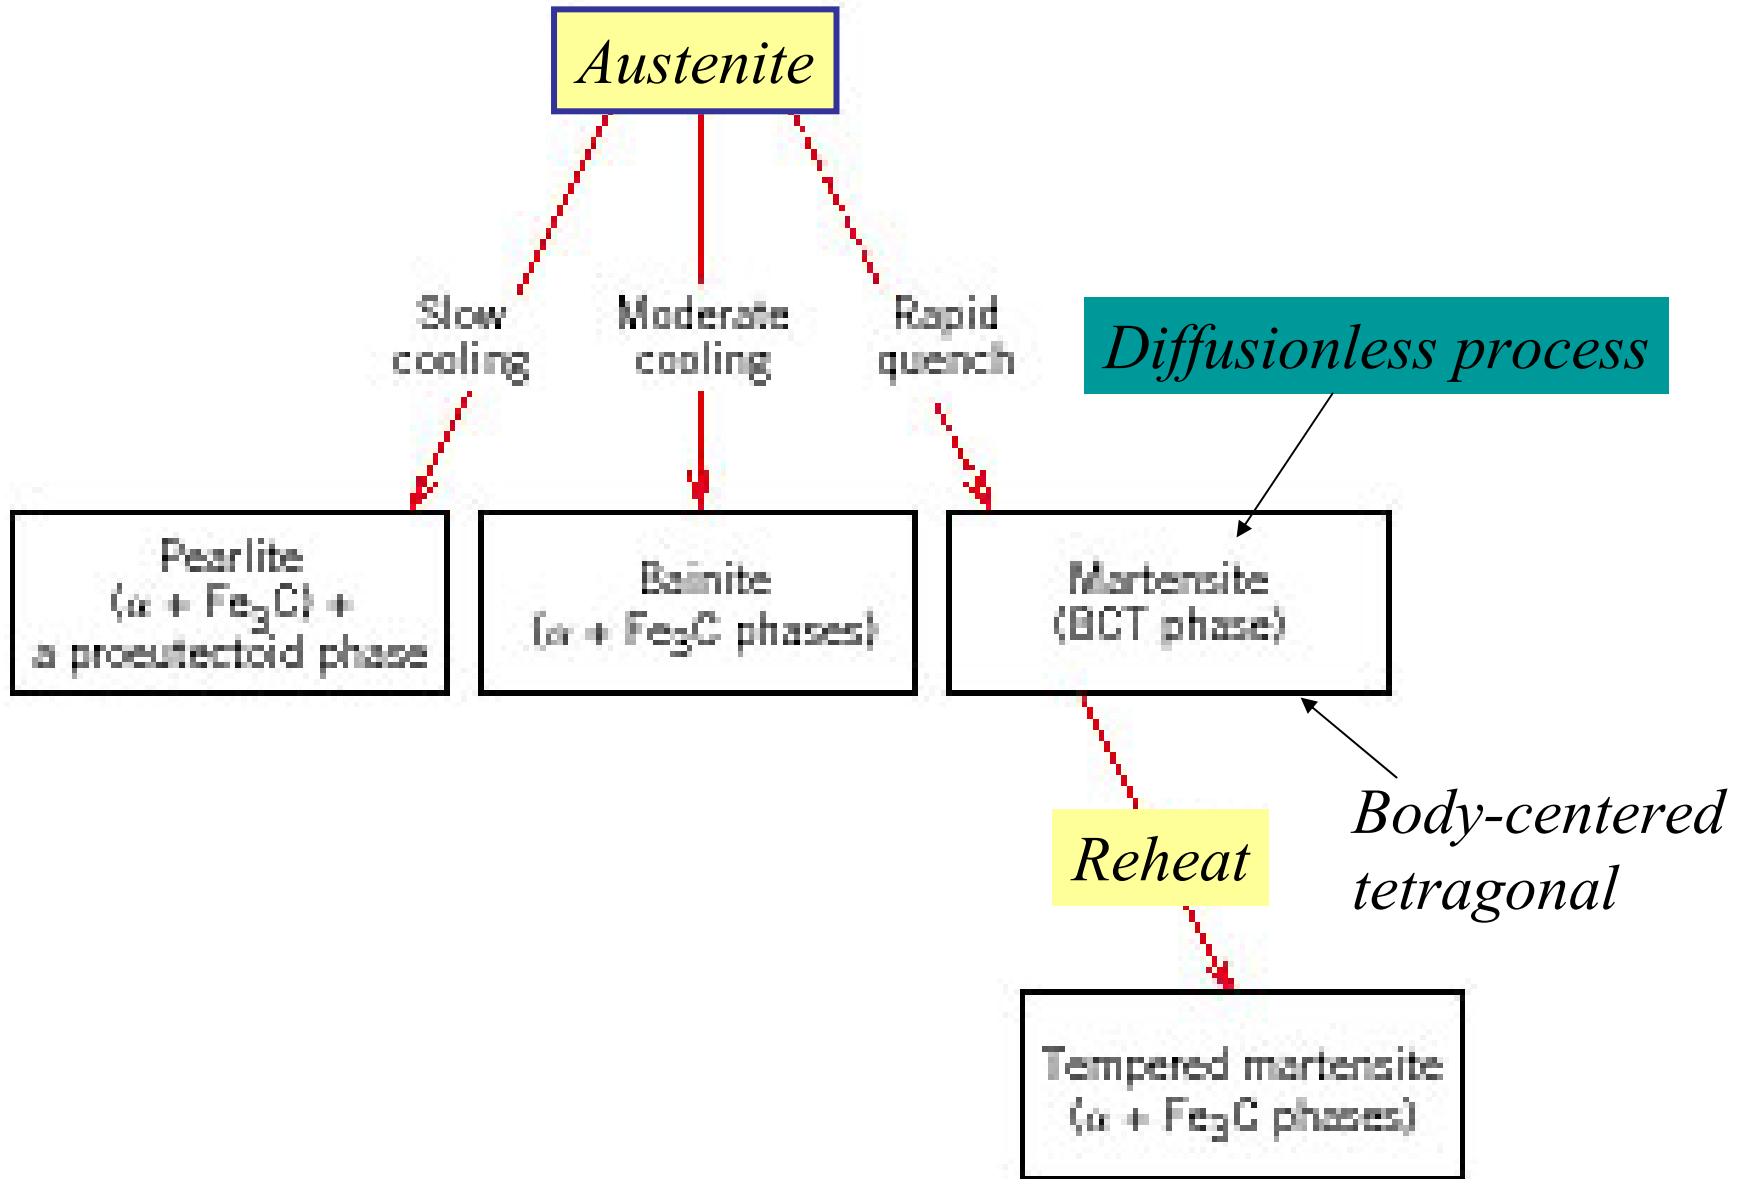 Austenite
Slow
cooling
Moderate
cooling
Rapid
quench
Diffusionless process
Pearlite
(α + Fe₃C) +
a proeutectoid phase
Bainite
(α + Fe₃C phases)
Martensite
(BCT phase)
Reheat
Body-centered
tetragonal
Tempered martensite
(α + Fe₃C phases)